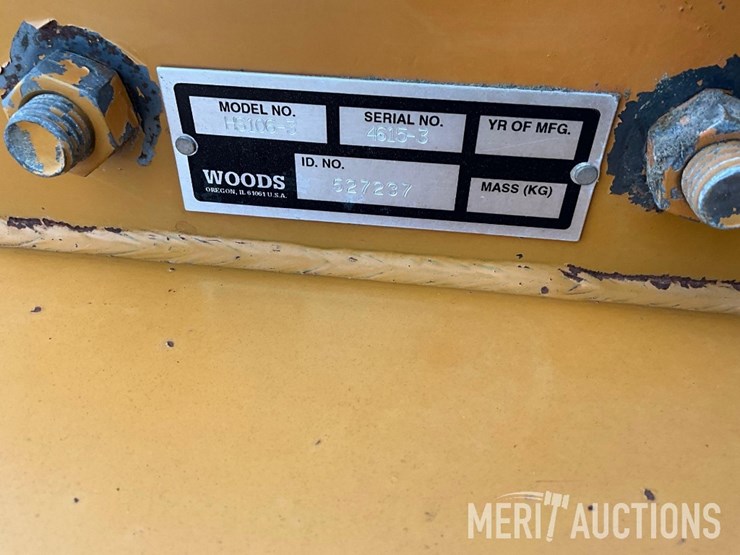 MODEL NO.
SERIAL NO.
4615-3
YR OF MFG.
ID. NO.
527237
MASS (KG)
WOODS
OREGON, IL 61061 U.S.A.
MERIT AUCTIONS